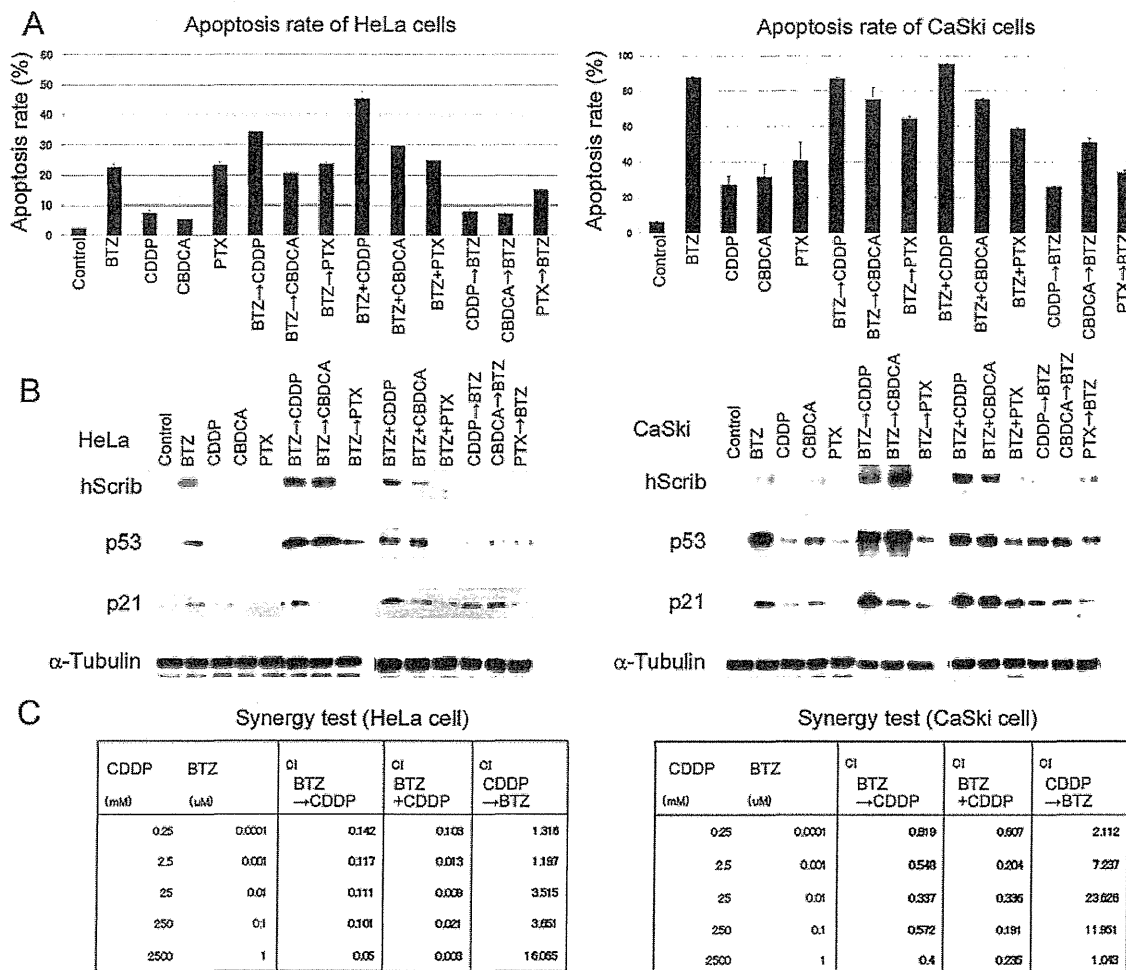 A
Apoptosis rate of HeLa cells
Apoptosis rate (%)
60
50
40
30
20
10
0
Control
BTZ
CDDP
CBDCA
PTX
BTZ→CDDP
BTZ→CBDCA
BTZ→PTX
BTZ+CDDP
BTZ+CBDCA
BTZ+PTX
CDDP→BTZ
CBDCA→BTZ
PTX→BTZ
Apoptosis rate of CaSki cells
Apoptosis rate (%)
100
80
60
40
20
0
Control
BTZ
CDDP
CBDCA
PTX
BTZ→CDDP
BTZ→CBDCA
BTZ→PTX
BTZ+CDDP
BTZ+CBDCA
BTZ+PTX
CDDP→BTZ
CBDCA→BTZ
PTX→BTZ
B
HeLa
Control
BTZ
CDDP
CBDCA
PTX
BTZ→CDDP
BTZ→CBDCA
BTZ→PTX
BTZ+CDDP
BTZ+CBDCA
BTZ+PTX
CDDP→BTZ
CBDCA→BTZ
PTX→BTZ
hScrib
p53
p21
α-Tubulin
CaSki
Control
BTZ
CDDP
CBDCA
PTX
BTZ→CDDP
BTZ→CBDCA
BTZ→PTX
BTZ+CDDP
BTZ+CBDCA
BTZ+PTX
CDDP→BTZ
CBDCA→BTZ
PTX→BTZ
hScrib
p53
p21
α-Tubulin
C
Synergy test (HeLa cell)
CDDP BTZ CI CI CI
BTZ BTZ CDDP
(mM) (uM) →CDDP +CDDP →BTZ
0.25 0.0001 0.142 0.103 1.316
2.5 0.001 0.117 0.013 1.197
25 0.01 0.111 0.009 3.515
250 0.1 0.101 0.021 3.651
2500 1 0.05 0.003 16.055
Synergy test (CaSki cell)
CDDP BTZ CI CI CI
BTZ BTZ CDDP
(mM) (uM) →CDDP +CDDP →BTZ
0.25 0.0001 0.819 0.607 2.112
2.5 0.001 0.548 0.204 7.237
25 0.01 0.337 0.336 23.626
250 0.1 0.572 0.191 11.951
2500 1 0.4 0.235 1.043